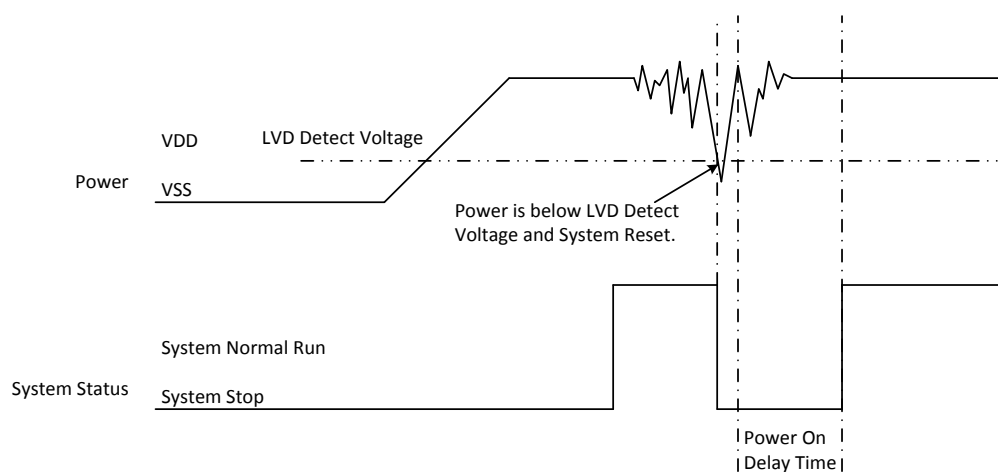 VDD
LVD Detect Voltage
Power
VSS
Power is below LVD Detect
Voltage and System Reset.
System Normal Run
System Status
System Stop
Power On
Delay Time